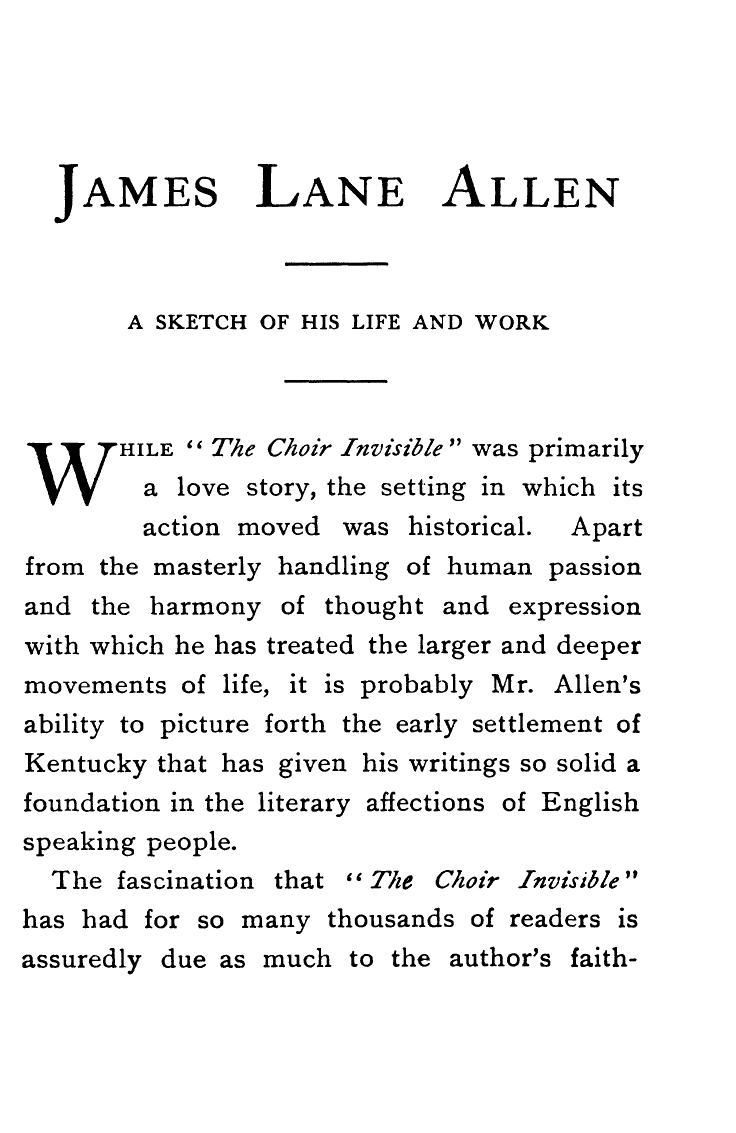 JAMES LANE ALLEN
A SKETCH OF HIS LIFE AND WORK
WHILE "The Choir Invisible" was primarily
a love story, the setting in which its
action moved was historical. Apart
from the masterly handling of human passion
and the harmony of thought and expression
with which he has treated the larger and deeper
movements of life, it is probably Mr. Allen's
ability to picture forth the early settlement of
Kentucky that has given his writings so solid a
foundation in the literary affections of English
speaking people.
The fascination that "The Choir Invisible"
has had for so many thousands of readers is
assuredly due as much to the author's faith-